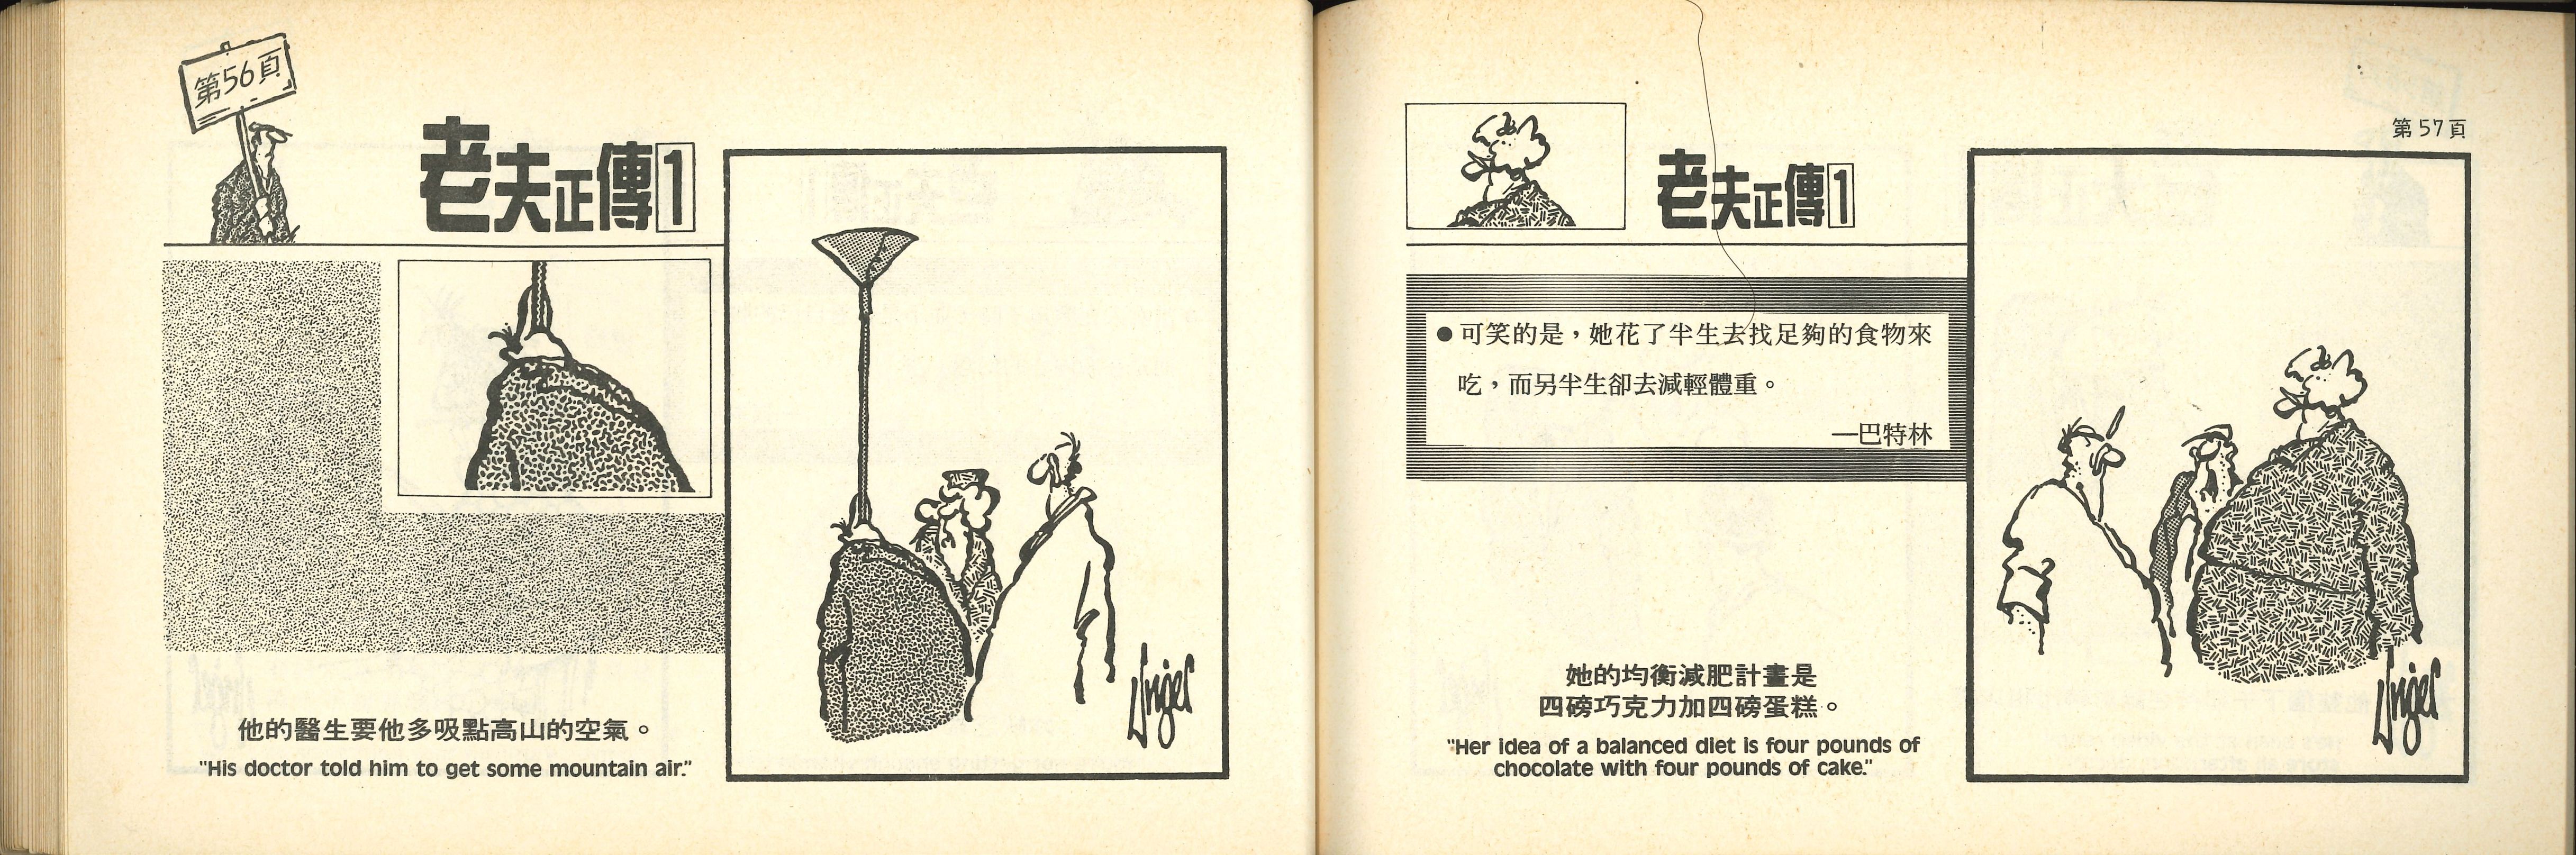 第56頁
老夫正傳1
他的醫生要他多吸點高山的空氣。
"His doctor told him to get some mountain air."
Unger
第57頁
老夫正傳1
●可笑的是，她花了半生去找足夠的食物來
吃，而另半生卻去減輕體重。
—巴特林
她的均衡減肥計畫是
四磅巧克力加四磅蛋糕。
"Her idea of a balanced diet is four pounds of
chocolate with four pounds of cake."
Unger